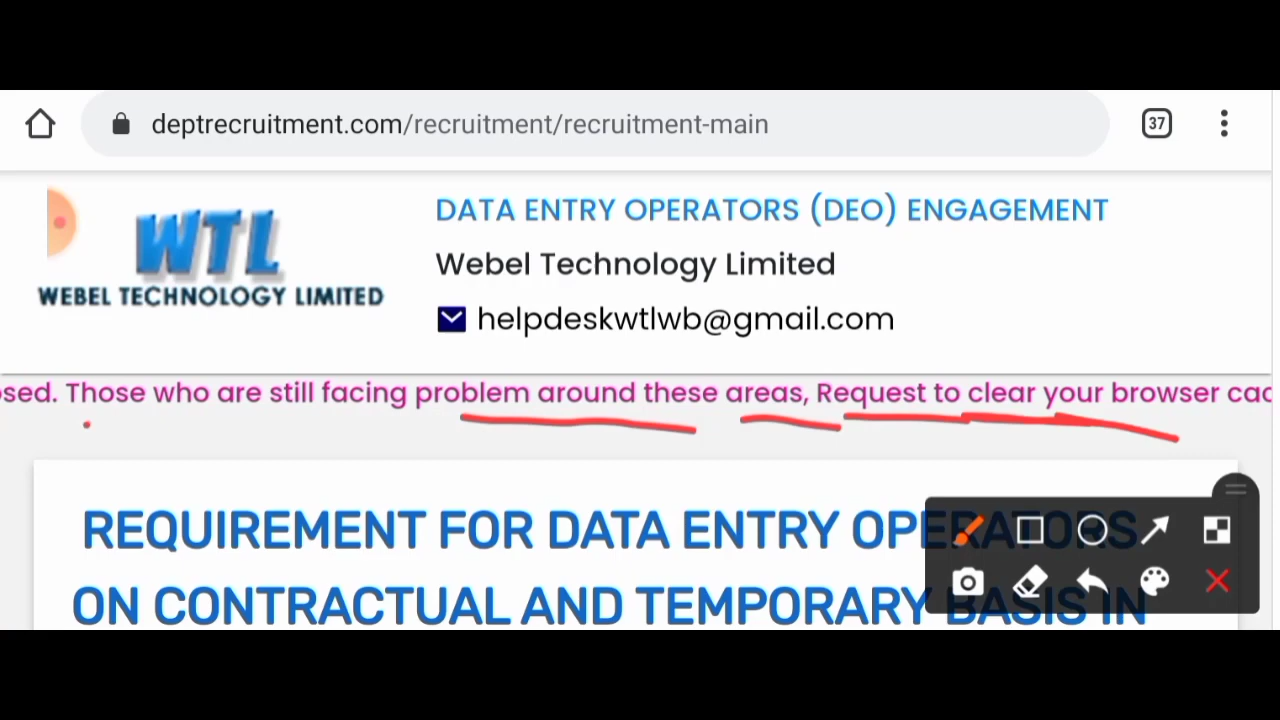 deptrecruitment.com/recruitment/recruitment-main
37
WTL
WEBEL TECHNOLOGY LIMITED
DATA ENTRY OPERATORS (DEO) ENGAGEMENT
Webel Technology Limited
helpdeskwtlwb@gmail.com
Those who are still facing problem around these areas, Request to clear your browser
REQUIREMENT FOR DATA ENTRY OPERATORS
ON CONTRACTUAL AND TEMPORARY BASIS IN